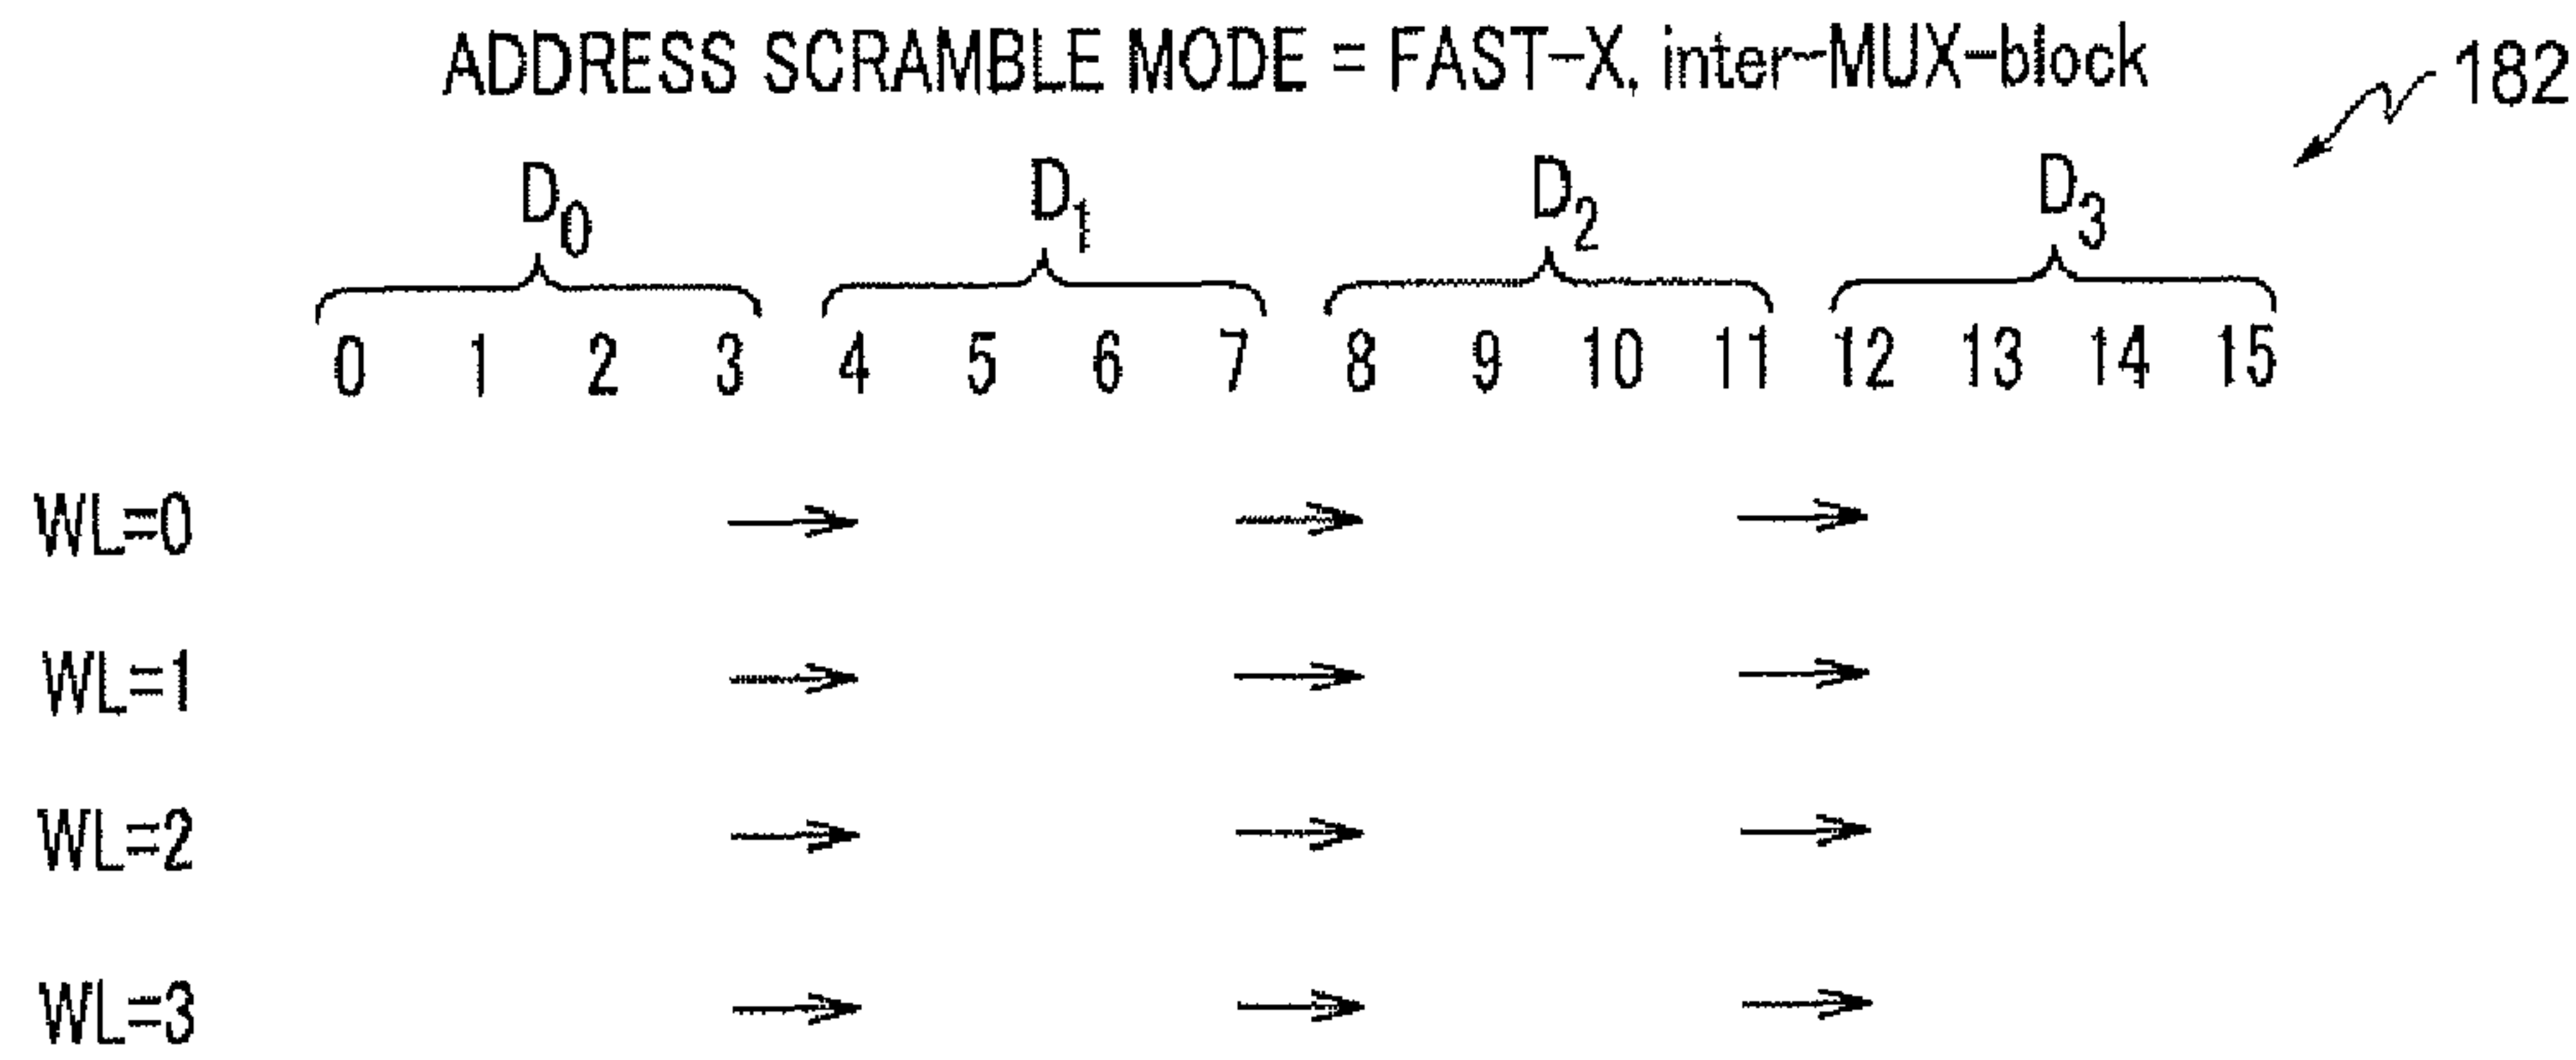 ADDRESS SCRAMBLE MODE = FAST-X, inter-MUX-block
182
D0 D1 D2 D3
0 1 2 3 4 5 6 7 8 9 10 11 12 13 14 15
WL=0
WL=1
WL=2
WL=3